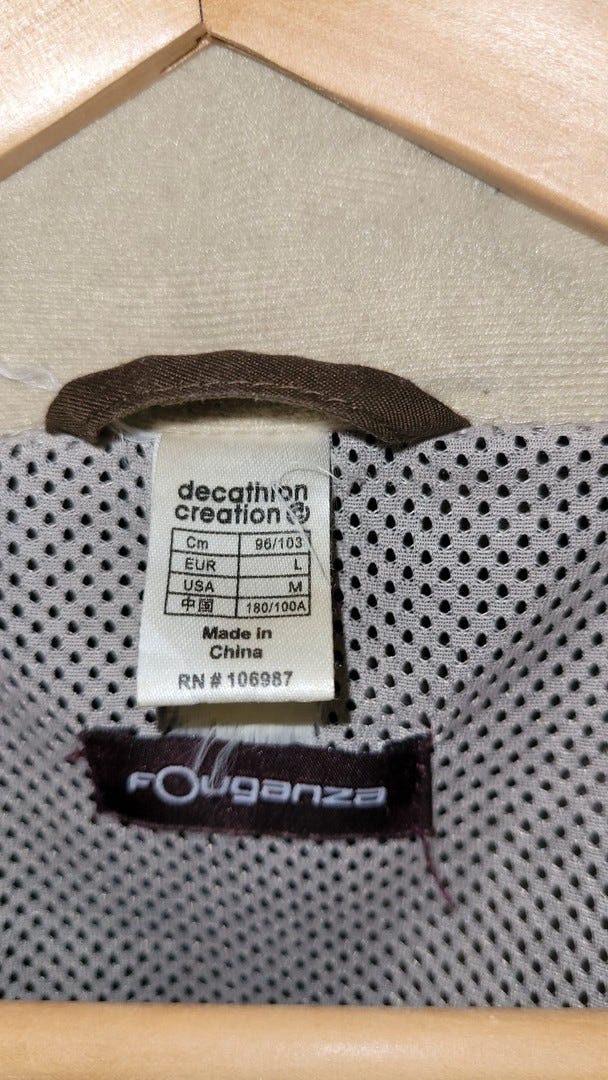 decathlon
creation
Cm 96/103
EUR L
USA M
中国 180/100A
Made in
China
RN # 106987
fOuganza